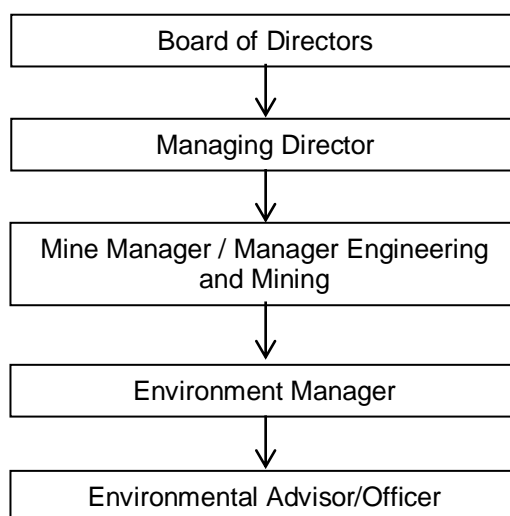 Board of Directors
Managing Director
Mine Manager / Manager Engineering
and Mining
Environment Manager
Environmental Advisor/Officer